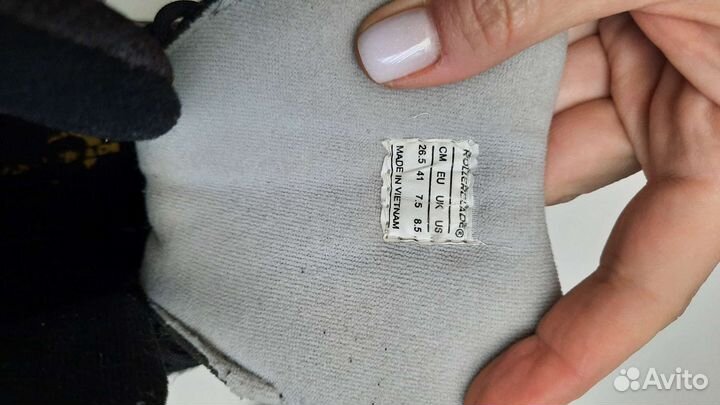 ROLLERBLADE®
CM EU UK US
26.5 41 7.5 8.5
MADE IN VIETNAM
Avito